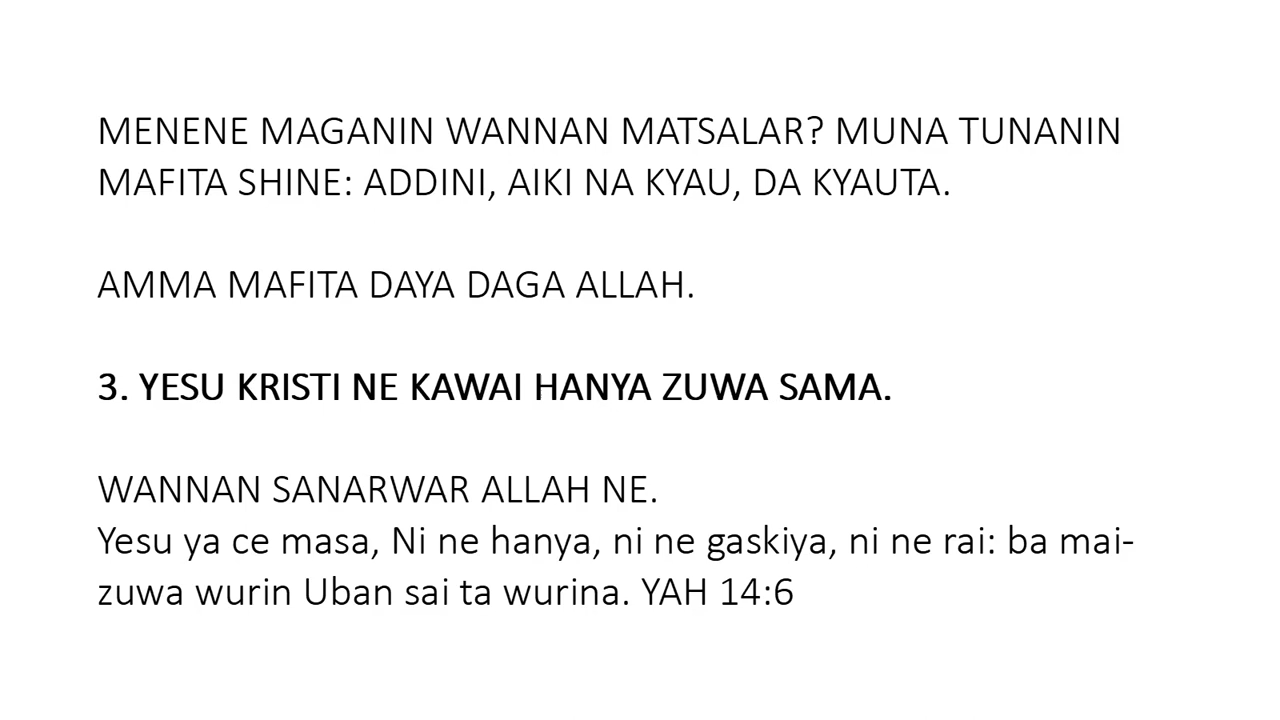 MENENE MAGANIN WANNAN MATSALAR? MUNA TUNANIN
MAFITA SHINE: ADDINI, AIKI NA KYAU, DA KYAUTA.
AMMA MAFITA DAYA DAGA ALLAH.
3. YESU KRISTI NE KAWAI HANYA ZUWA SAMA.
WANNAN SANARWAR ALLAH NE.
Yesu ya ce masa, Ni ne hanya, ni ne gaskiya, ni ne rai: ba mai-
zuwa wurin Uban sai ta wurina. YAH 14:6